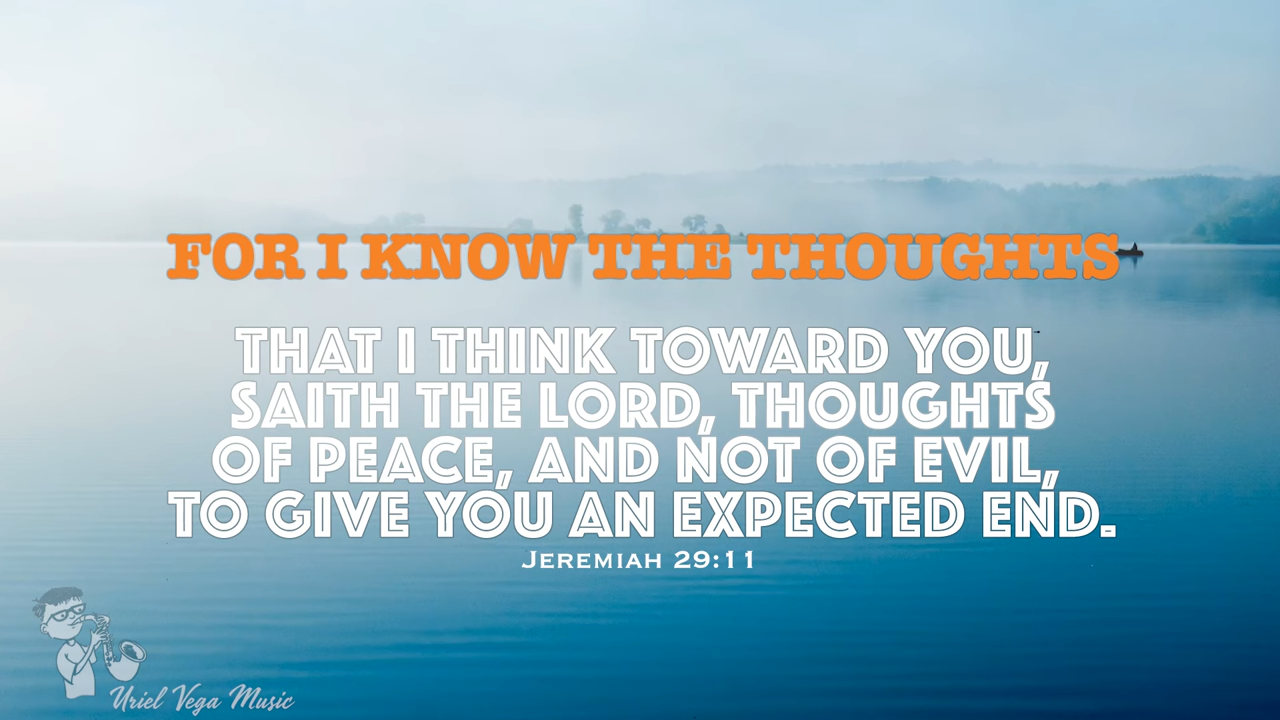 FOR I KNOW THE THOUGHTS
THAT I THINK TOWARD YOU,
SAITH THE LORD, THOUGHTS
OF PEACE, AND NOT OF EVIL,
TO GIVE YOU AN EXPECTED END.
JEREMIAH 29:11
Uriel Vega Music